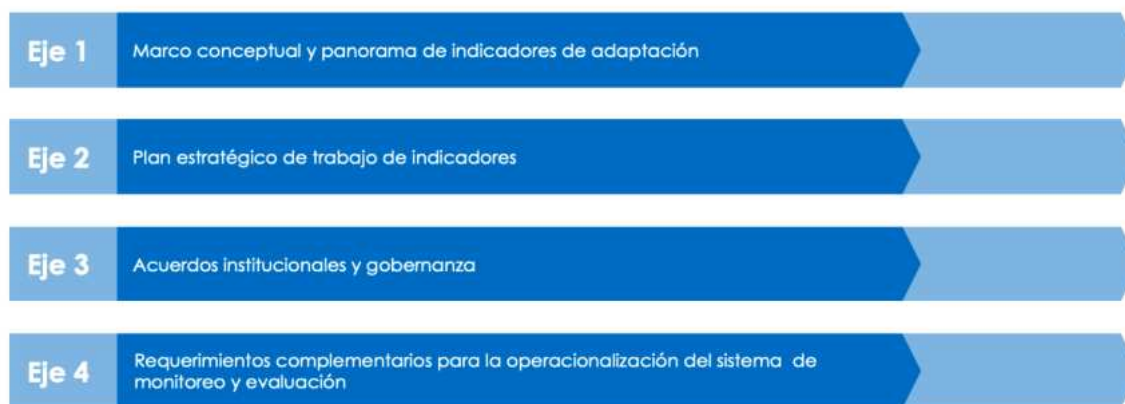 Eje 1
Marco conceptual y panorama de indicadores de adaptación
Eje 2
Plan estratégico de trabajo de indicadores
Eje 3
Acuerdos institucionales y gobernanza
Eje 4
Requerimientos complementarios para la operacionalización del sistema de
monitoreo y evaluación